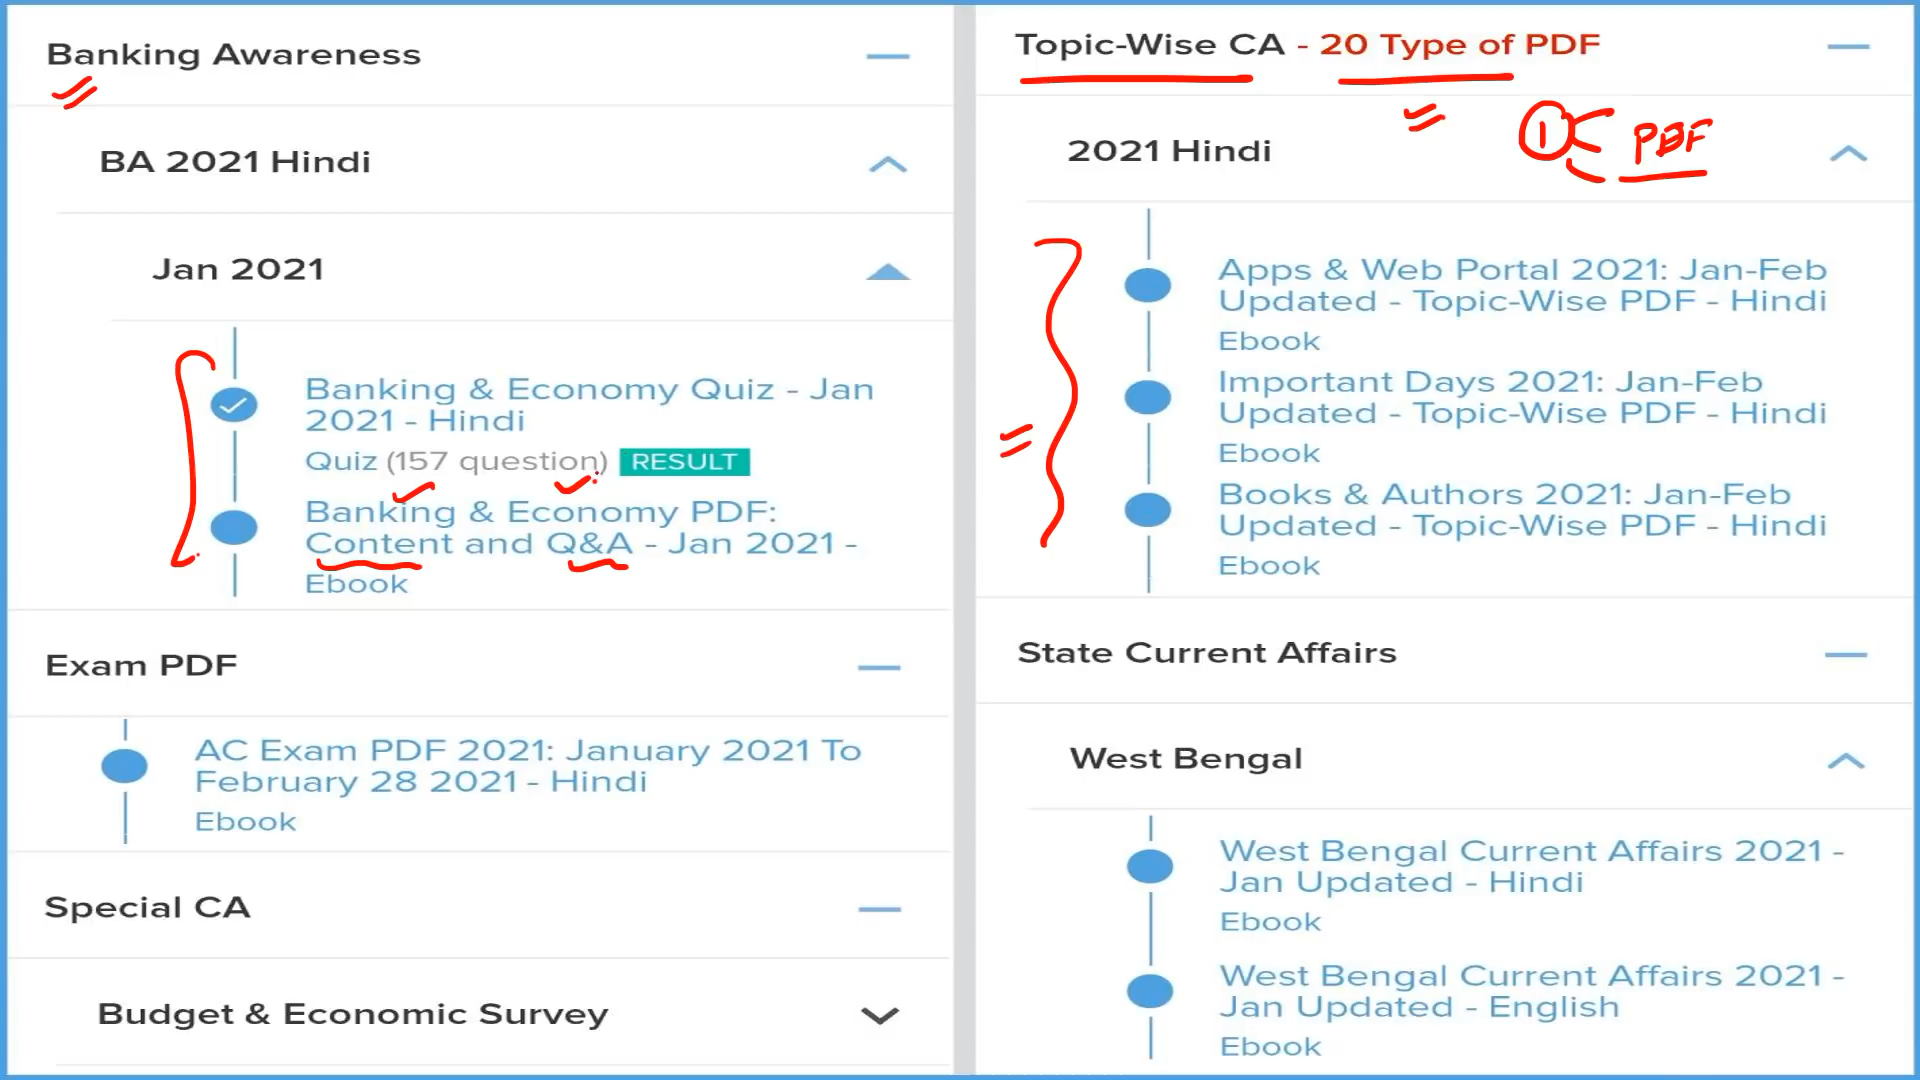 Banking Awareness
BA 2021 Hindi
Jan 2021
Banking & Economy Quiz - Jan
2021 - Hindi
Quiz (157 question) RESULT
Banking & Economy PDF:
Content and Q&A - Jan 2021 -
Ebook
Exam PDF
AC Exam PDF 2021: January 2021 To
February 28 2021 - Hindi
Ebook
Special CA
Budget & Economic Survey
Topic-Wise CA - 20 Type of PDF
1 PDF
2021 Hindi
Apps & Web Portal 2021: Jan-Feb
Updated - Topic-Wise PDF - Hindi
Ebook
Important Days 2021: Jan-Feb
Updated - Topic-Wise PDF - Hindi
Ebook
Books & Authors 2021: Jan-Feb
Updated - Topic-Wise PDF - Hindi
Ebook
State Current Affairs
West Bengal
West Bengal Current Affairs 2021 -
Jan Updated - Hindi
Ebook
West Bengal Current Affairs 2021 -
Jan Updated - English
Ebook